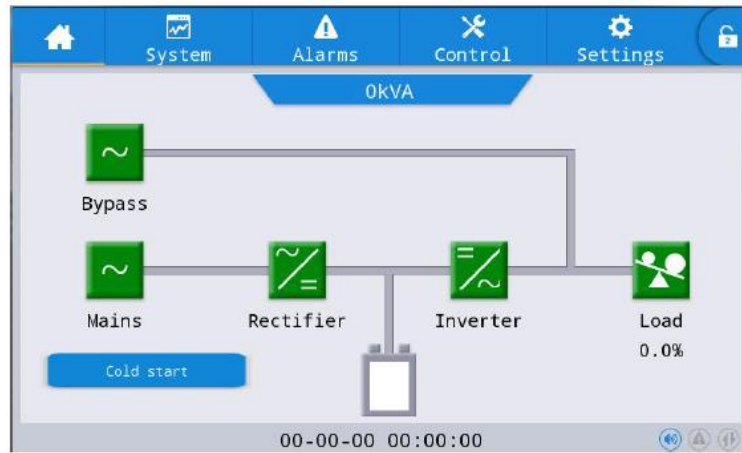 System Alarms Control Settings
0kVA
Bypass
Mains Rectifier Inverter Load
0.0%
Cold start
00-00-00 00:00:00